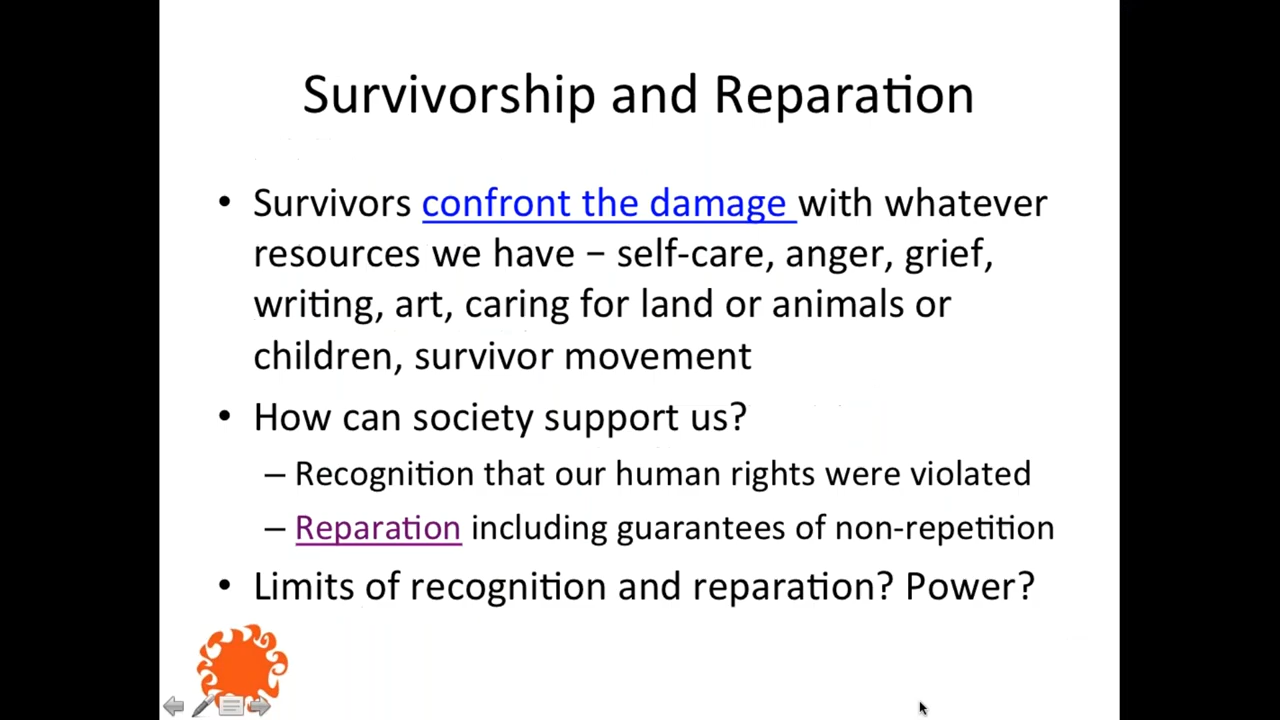 Survivorship and Reparation
• Survivors confront the damage with whatever
resources we have – self-care, anger, grief,
writing, art, caring for land or animals or
children, survivor movement
• How can society support us?
– Recognition that our human rights were violated
– Reparation including guarantees of non-repetition
• Limits of recognition and reparation? Power?